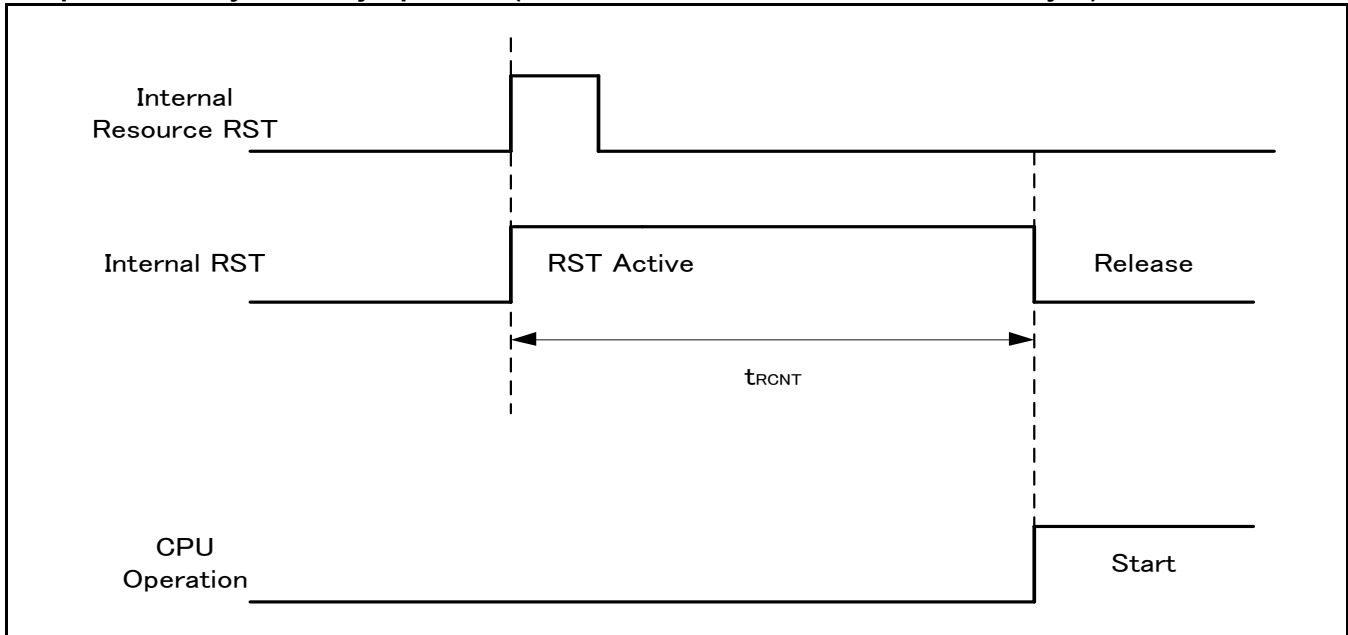 Internal
Resource RST
Internal RST
RST Active
Release
tRCNT
CPU
Operation
Start